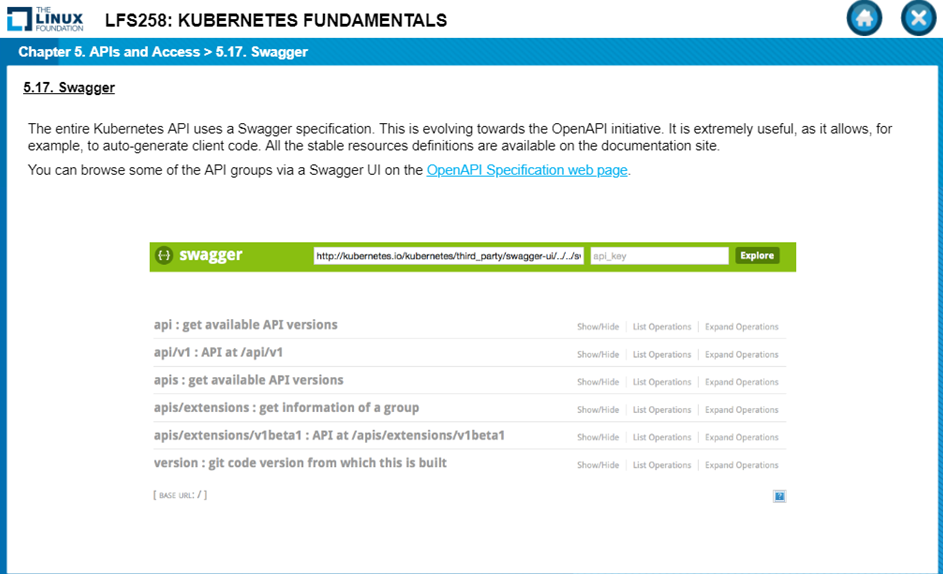 THE
LINUX
FOUNDATION
LFS258: KUBERNETES FUNDAMENTALS
Chapter 5. APIs and Access > 5.17. Swagger
5.17. Swagger
The entire Kubernetes API uses a Swagger specification. This is evolving towards the OpenAPI initiative. It is extremely useful, as it allows, for
example, to auto-generate client code. All the stable resources definitions are available on the documentation site.
You can browse some of the API groups via a Swagger UI on the OpenAPI Specification web page.
{··} swagger http://kubernetes.io/kubernetes/third_party/swagger-ui/../../s api_key Explore
api : get available API versions Show/Hide List Operations Expand Operations
api/v1 : API at /api/v1 Show/Hide List Operations Expand Operations
apis : get available API versions Show/Hide List Operations Expand Operations
apis/extensions : get information of a group Show/Hide List Operations Expand Operations
apis/extensions/v1beta1 : API at /apis/extensions/v1beta1 Show/Hide List Operations Expand Operations
version : git code version from which this is built Show/Hide List Operations Expand Operations
[ BASE URL: / ] ?